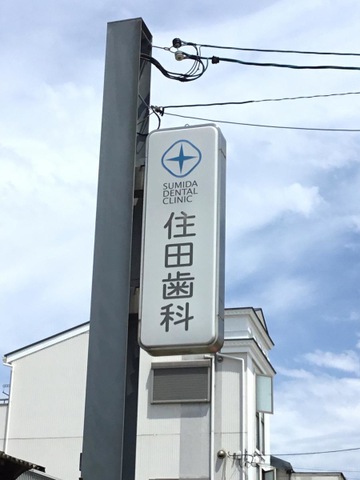 SUMIDA
DENTAL
CLINIC
住田歯科